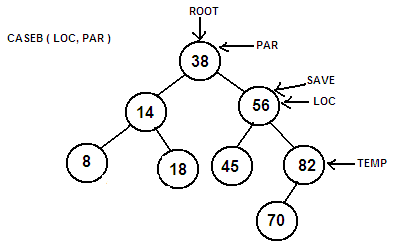 ROOT
CASEB ( LOC, PAR )
PAR
38
SAVE
14
56
LOC
8
18
45
82
TEMP
70